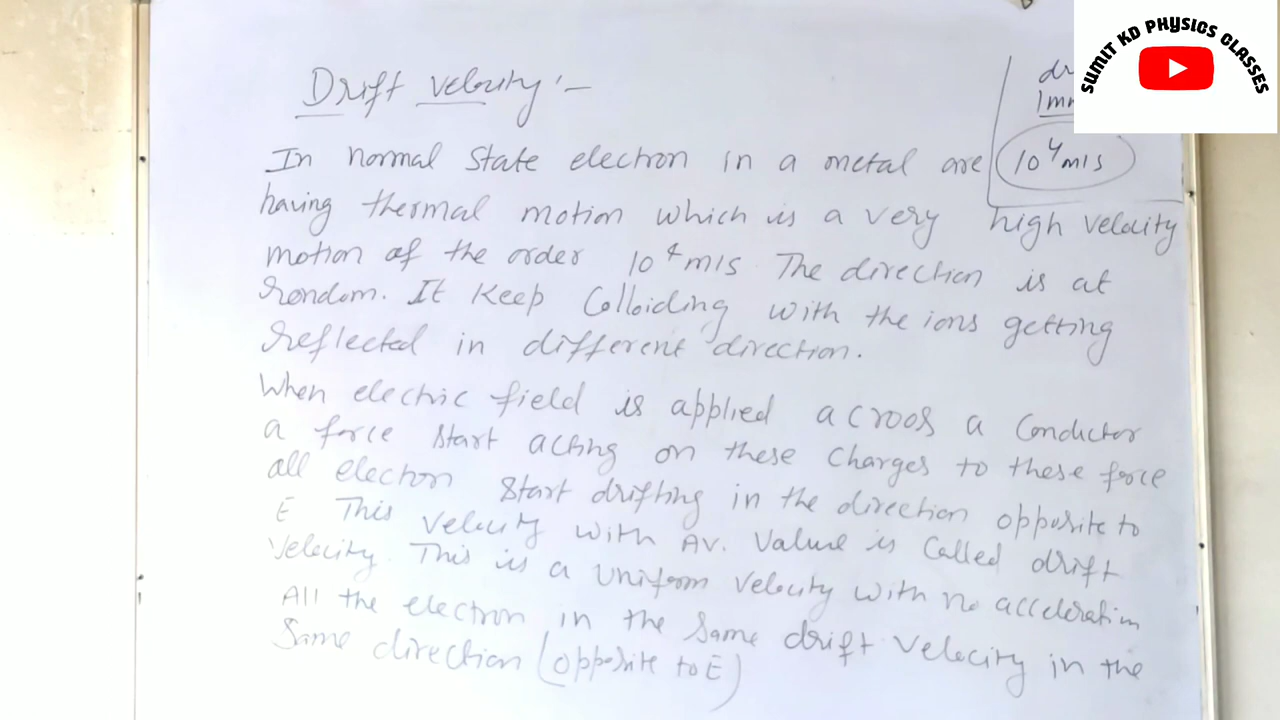 SUMIT KD PHYSICS CLASSES
Drift velocity :-
dr
1mm
10⁴ m/s
In normal state electron in a metal are
having thermal motion which is a very high velocity
motion of the order 10⁴ m/s The direction is at
random. It keep Colloiding with the ions getting
reflected in different direction.
When electric field is applied acroos a Conductor
a force start acting on these charges to these force
all electron start drifting in the direction opposite to
E This velocity with Av. value is called drift
velocity. This is a uniform velocity with no acceleration
All the electron in the same drift velocity in the
same direction (opposite to E)